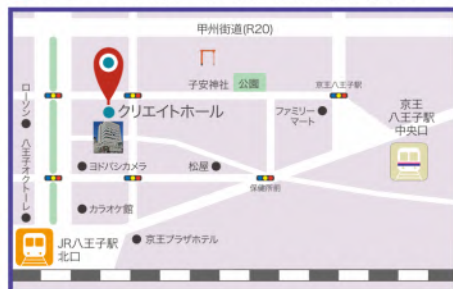 甲州街道(R20)
子安神社
公園
京王八王子駅
ローソン
クリエイトホール
ファミリー
マート
京王
八王子駅
中央口
八王子オクトーレ
ヨドバシカメラ
松屋
保健所前
カラオケ館
JR八王子駅
北口
京王プラザホテル